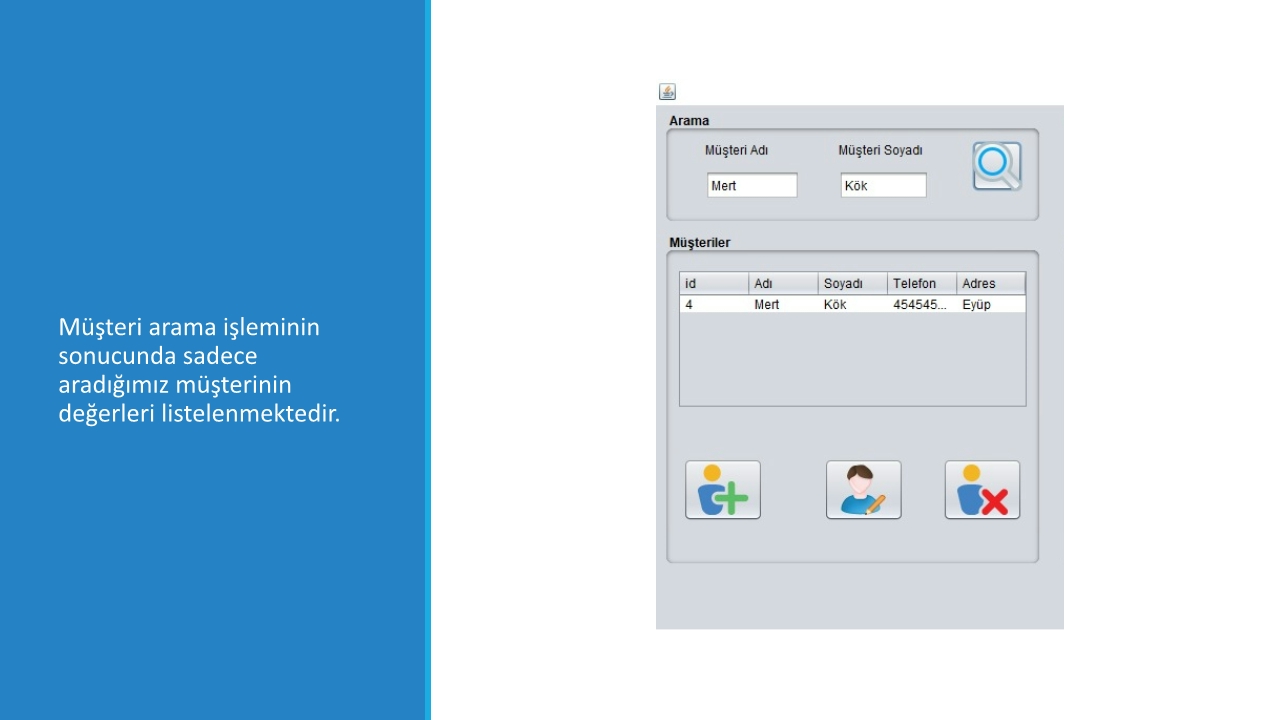 Müşteri arama işleminin
sonucunda sadece
aradığımız müşterinin
değerleri listelenmektedir.
Arama
Müşteri Adı Müşteri Soyadı
Mert Kök
Müşteriler
id Adı Soyadı Telefon Adres
4 Mert Kök 454545... Eyüp